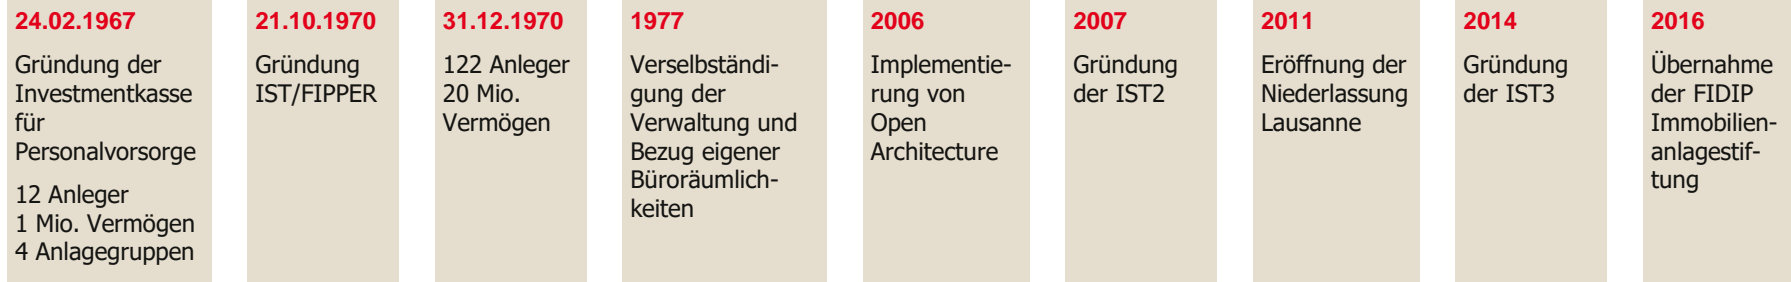 24.02.1967
Gründung der
Investmentkasse
für
Personalvorsorge
12 Anleger
1 Mio. Vermögen
4 Anlagegruppen
21.10.1970
Gründung
IST/FIPPER
31.12.1970
122 Anleger
20 Mio.
Vermögen
1977
Verselbständi-
gung der
Verwaltung und
Bezug eigener
Büroräumlich-
keiten
2006
Implementie-
rung von
Open
Architecture
2007
Gründung
der IST2
2011
Eröffnung der
Niederlassung
Lausanne
2014
Gründung
der IST3
2016
Übernahme
der FIDIP
Immobilien-
anlagestif-
tung